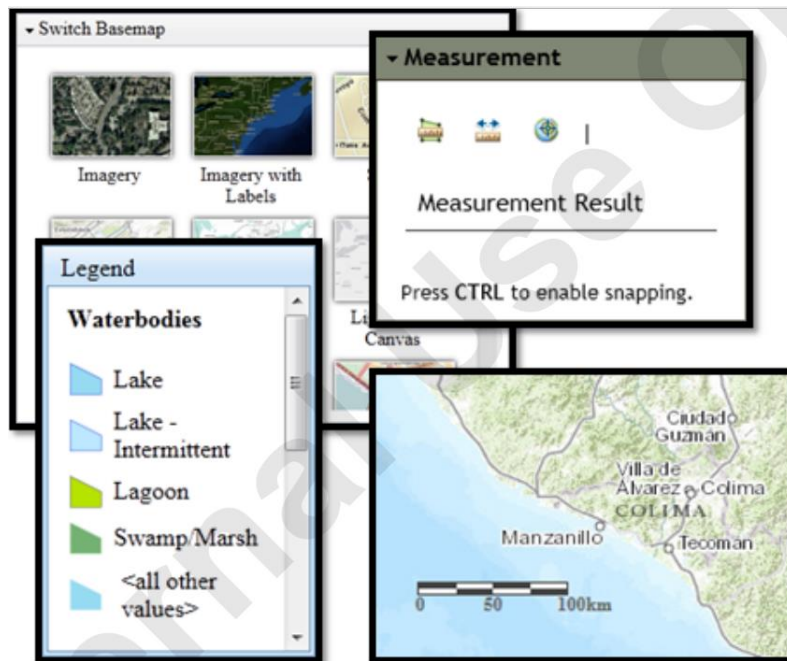 Switch Basemap
Imagery
Imagery with
Labels
Canvas
Measurement
Measurement Result
Press CTRL to enable snapping.
Legend
Waterbodies
Lake
Lake -
Intermittent
Lagoon
Swamp/Marsh
<all other
values>
Ciudad
Guzmán
Villa de
Álvarez
Colima
COLIMA
Manzanillo
Tecoman
0 50 100km